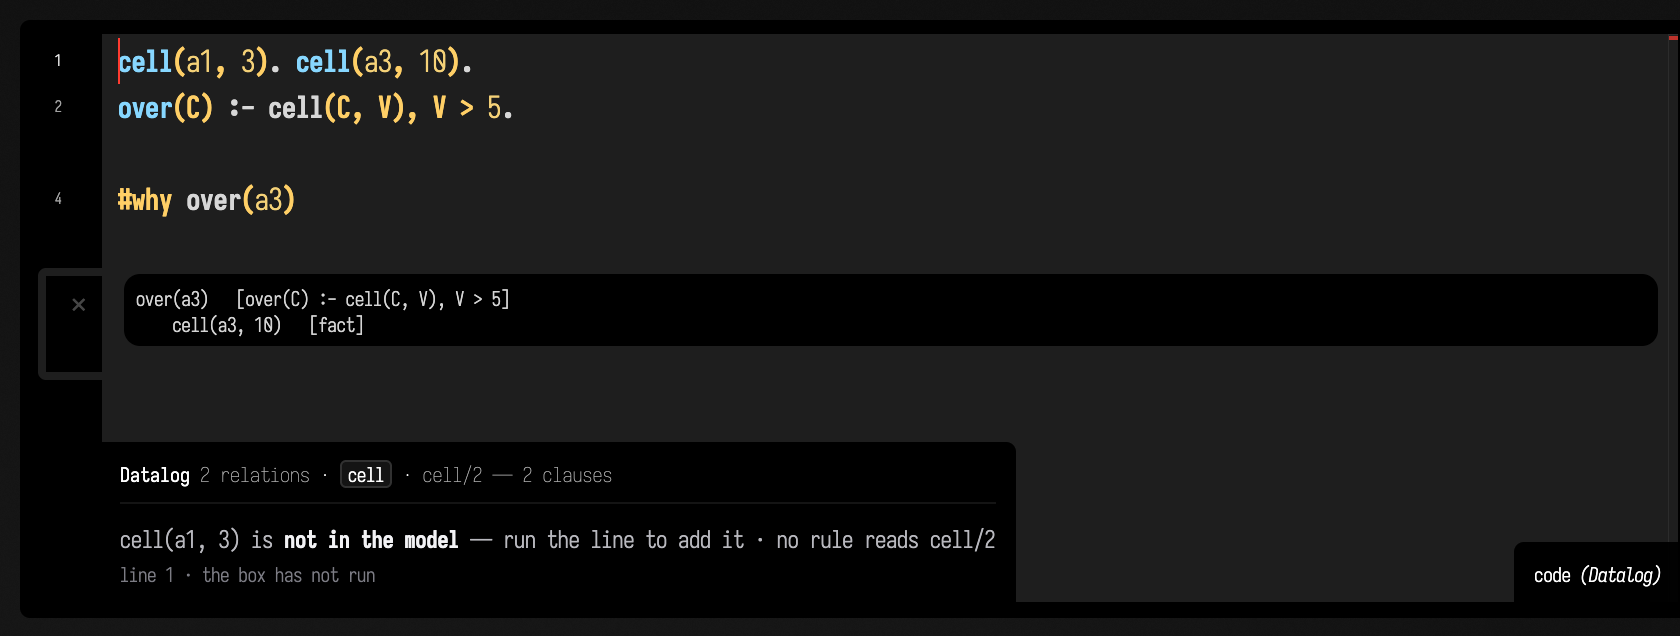 1 cell(a1, 3). cell(a3, 10).
2 over(C) :- cell(C, V), V > 5.
4 #why over(a3)
×
over(a3) [over(C) :- cell(C, V), V > 5]
cell(a3, 10) [fact]
Datalog 2 relations · cell · cell/2 — 2 clauses
cell(a1, 3) is not in the model — run the line to add it · no rule reads cell/2
line 1 · the box has not run
code (Datalog)